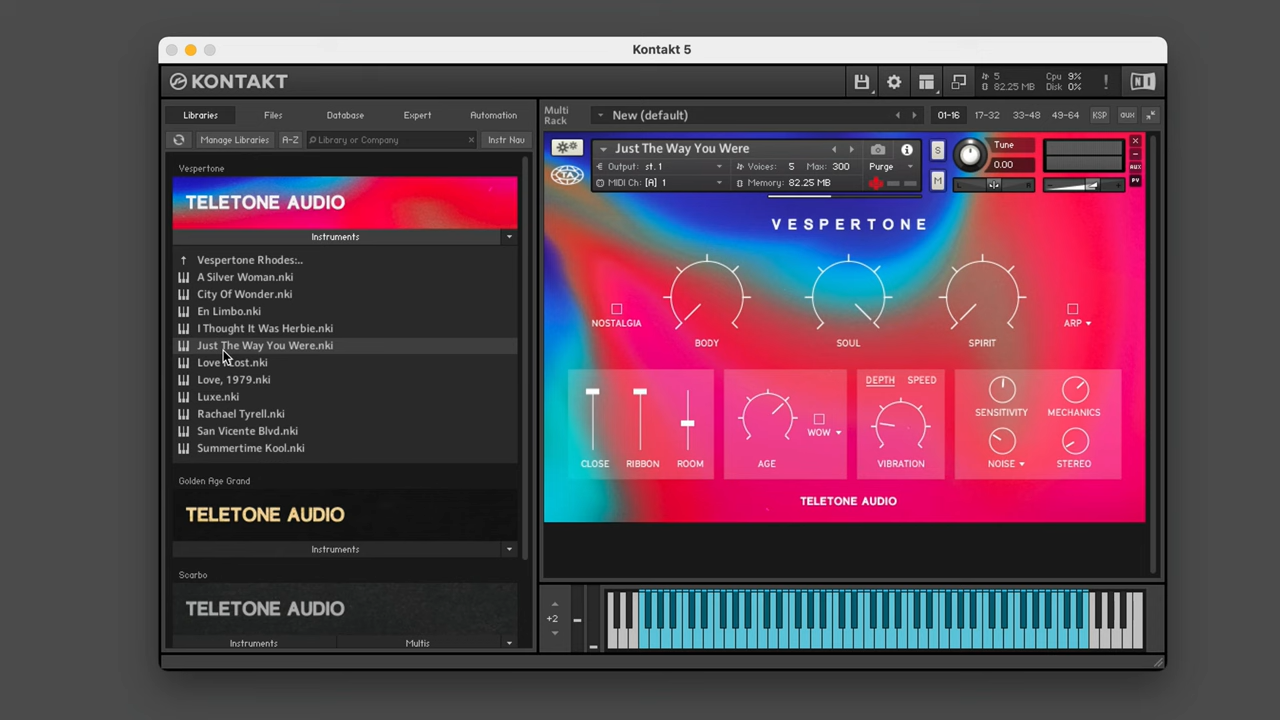 Kontakt 5
KONTAKT
5
82.25 MB
Cpu 9%
Disk 0%
!
Libraries
Files
Database
Expert
Automation
Manage Libraries
A-Z
Library or Company
×
Instr Nav
Multi
Rack
New (default)
01-16
17-32
33-48
49-64
KSP
AUX
Vespertone
TELETONE AUDIO
Instruments
Vespertone Rhodes:..
A Silver Woman.nki
City Of Wonder.nki
En Limbo.nki
I Thought It Was Herbie.nki
Just The Way You Were.nki
Love Lost.nki
Love, 1979.nki
Luxe.nki
Rachael Tyrell.nki
San Vicente Blvd.nki
Summertime Kool.nki
Golden Age Grand
TELETONE AUDIO
Instruments
Scarbo
TELETONE AUDIO
Instruments
Multis
TA
Just The Way You Were
Output: st.1
Voices: 5 Max: 300
Purge
MIDI Ch: [A] 1
Memory: 82.25 MB
S
M
Tune
0.00
AUX
PV
VESPERTONE
NOSTALGIA
BODY
SOUL
SPIRIT
ARP
CLOSE
RIBBON
ROOM
AGE
WOW
DEPTH
SPEED
VIBRATION
SENSITIVITY
MECHANICS
NOISE
STEREO
TELETONE AUDIO
+2